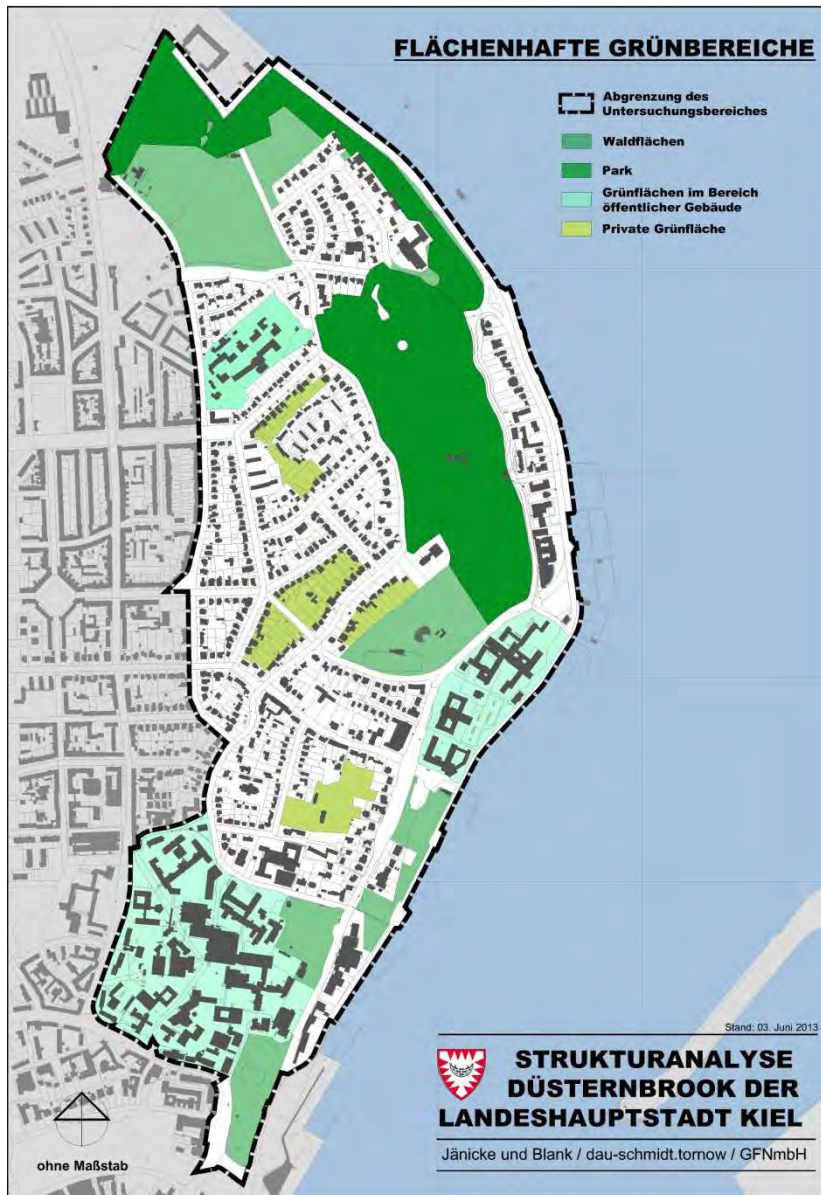 FLÄCHENHAFTE GRÜNBEREICHE
Abgrenzung des
Untersuchungsbereiches
Waldflächen
Park
Grünflächen im Bereich
öffentlicher Gebäude
Private Grünfläche
Stand: 03. Juni 2013
STRUKTURANALYSE
DÜSTERNBROOK DER
LANDESHAUPTSTADT KIEL
Jänicke und Blank / dau-schmidt.tornow / GFNmbH
ohne Maßstab